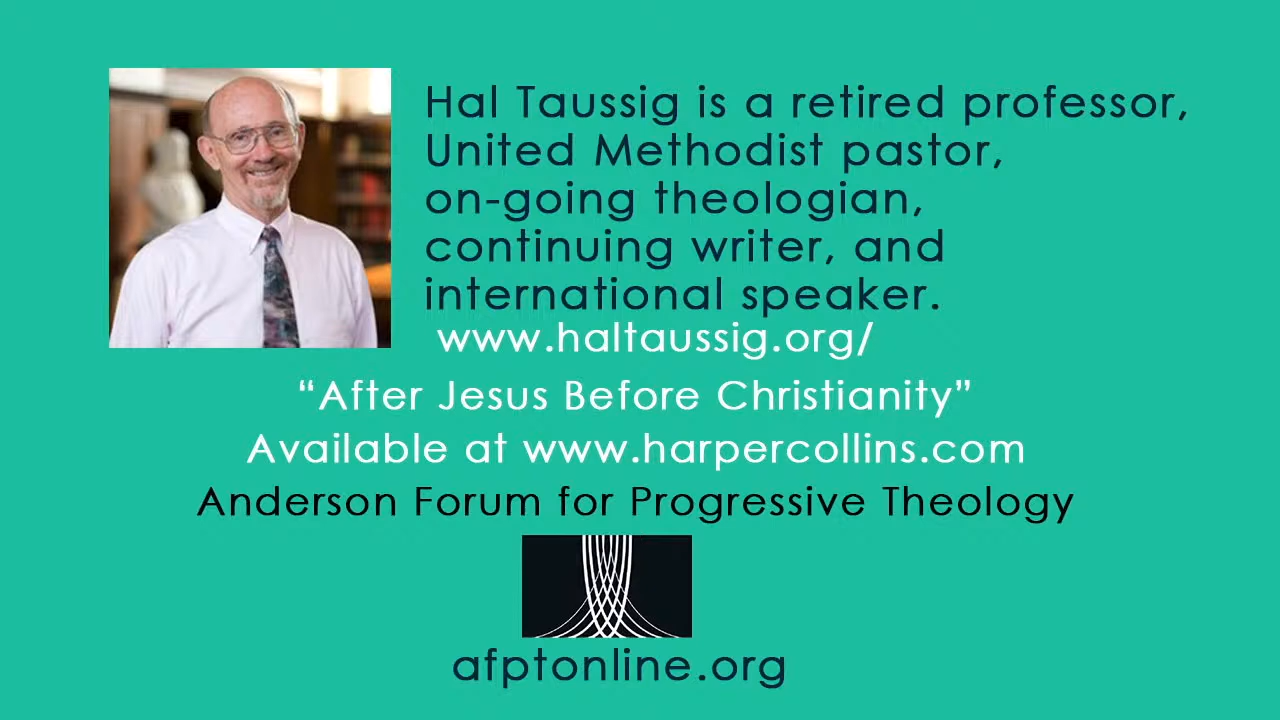 Hal Taussig is a retired professor,
United Methodist pastor,
on-going theologian,
continuing writer, and
international speaker.
www.haltaussig.org/
“After Jesus Before Christianity”
Available at www.harpercollins.com
Anderson Forum for Progressive Theology
afptonline.org